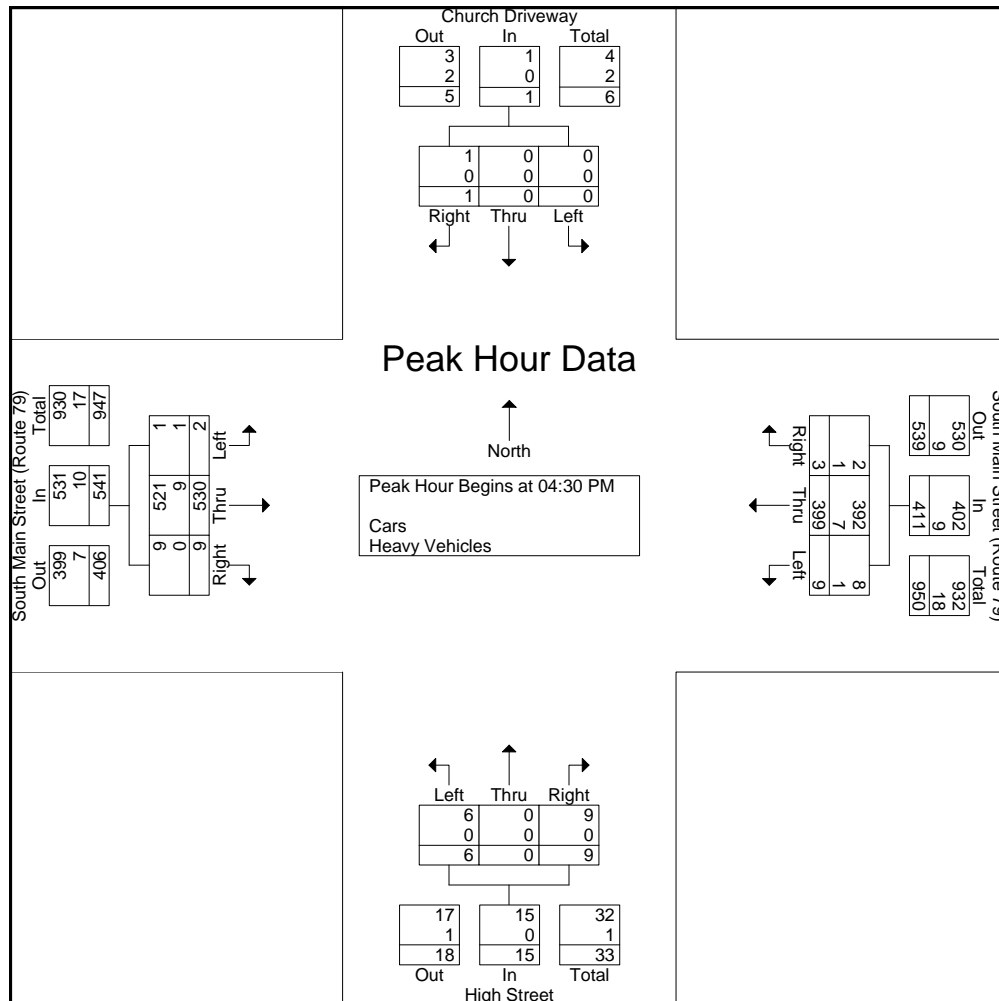 Church Driveway
Out In Total
3 1 4
2 0 2
5 1 6
1 0 0
0 0 0
1 0 0
Right Thru Left
Peak Hour Data
North
Peak Hour Begins at 04:30 PM
Cars
Heavy Vehicles
South Main Street (Route 79)
Out In Total
399 531 930
7 10 17
406 541 947
Right Thru Left
9 521 1
0 9 1
9 530 2
South Main Street (Route 79)
Out In Total
530 402 932
9 9 18
539 411 950
2 392 8
1 7 1
3 399 9
Right Thru Left
Left Thru Right
6 0 9
0 0 0
6 0 9
17 15 32
1 0 1
18 15 33
Out In Total
High Street